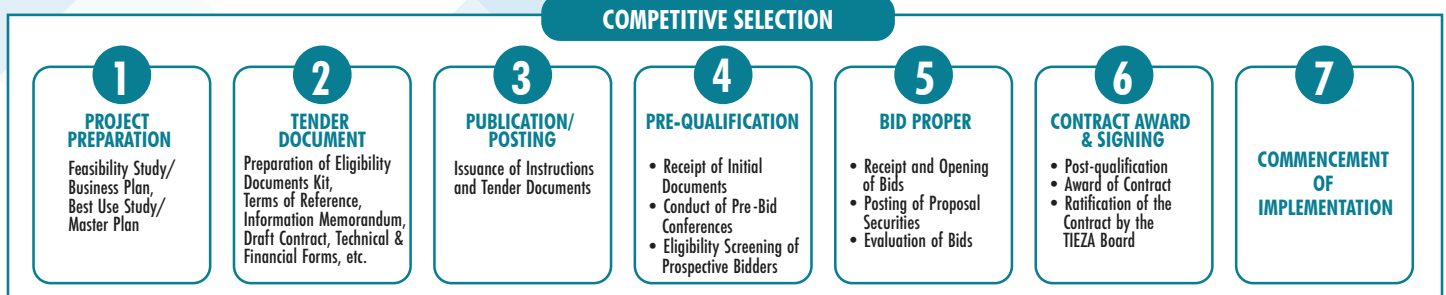 COMPETITIVE SELECTION
1
PROJECT
PREPARATION
Feasibility Study/
Business Plan,
Best Use Study/
Master Plan
2
TENDER
DOCUMENT
Preparation of Eligibility
Documents Kit,
Terms of Reference,
Information Memorandum,
Draft Contract, Technical &
Financial Forms, etc.
3
PUBLICATION/
POSTING
Issuance of Instructions
and Tender Documents
4
PRE-QUALIFICATION
• Receipt of Initial
Documents
• Conduct of Pre-Bid
Conferences
• Eligibility Screening of
Prospective Bidders
5
BID PROPER
• Receipt and Opening
of Bids
• Posting of Proposal
Securities
• Evaluation of Bids
6
CONTRACT AWARD
& SIGNING
• Post-qualification
• Award of Contract
• Ratification of the
Contract by the
TIEZA Board
7
COMMENCEMENT
OF
IMPLEMENTATION